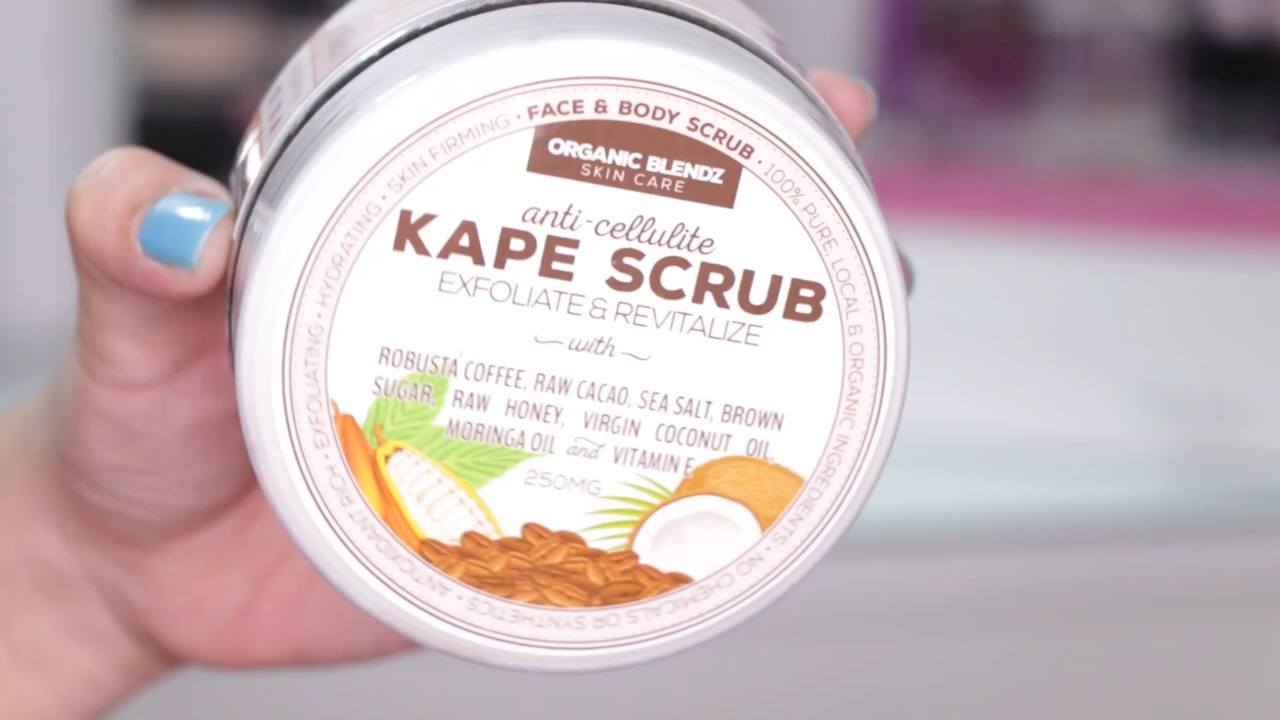 FACE & BODY SCRUB • 100% PURE, LOCAL & ORGANIC INGREDIENTS • NO CHEMICALS OR SYNTHETICS • ANTIOXIDANT RICH • EXFOLIATING • HYDRATING • SKIN FIRMING •
ORGANIC BLENDZ
SKIN CARE
anti-cellulite
KAPE SCRUB
EXFOLIATE & REVITALIZE
with
ROBUSTA COFFEE, RAW CACAO, SEA SALT, BROWN
SUGAR, RAW HONEY, VIRGIN COCONUT OIL,
MORINGA OIL and VITAMIN E
250MG